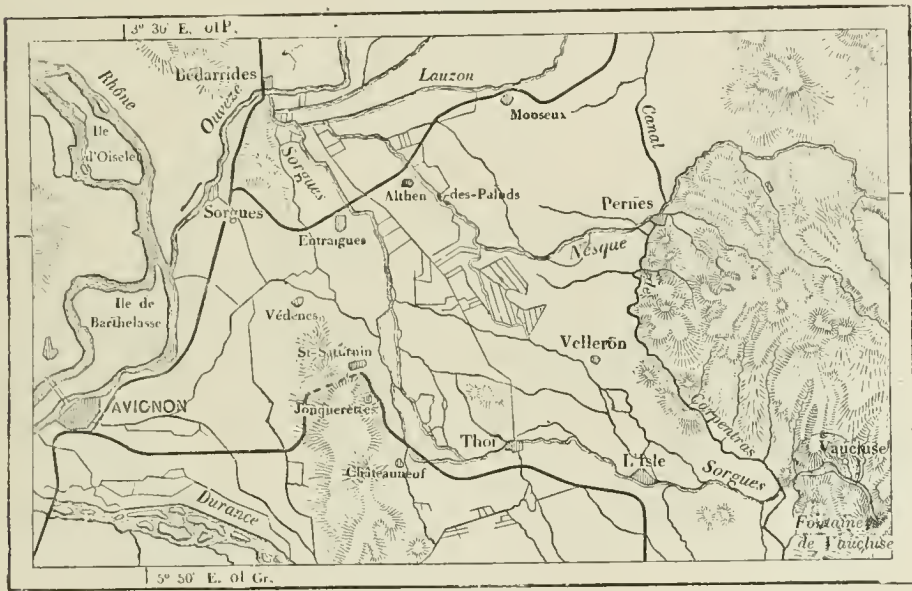 3° 30' E. of P.
Bédarrides
Lauzon
Rhône
Ouvèze
Mooseux
Canal
Ile
d'Oiselet
Sorgues
Althen
des-Paluds
Pernes
Sorgues
Entraigues
Nesque
de
Ile de
Barthelasse
Védènes
Velleron
St-Saturnin
Carpentras
AVIGNON
Jonquerettes
Thor
Vaucluse
L'Isle
Sorgues
Châteauneuf
Durance
Fontaine
de Vaucluse
5° 50' E. of Gr.